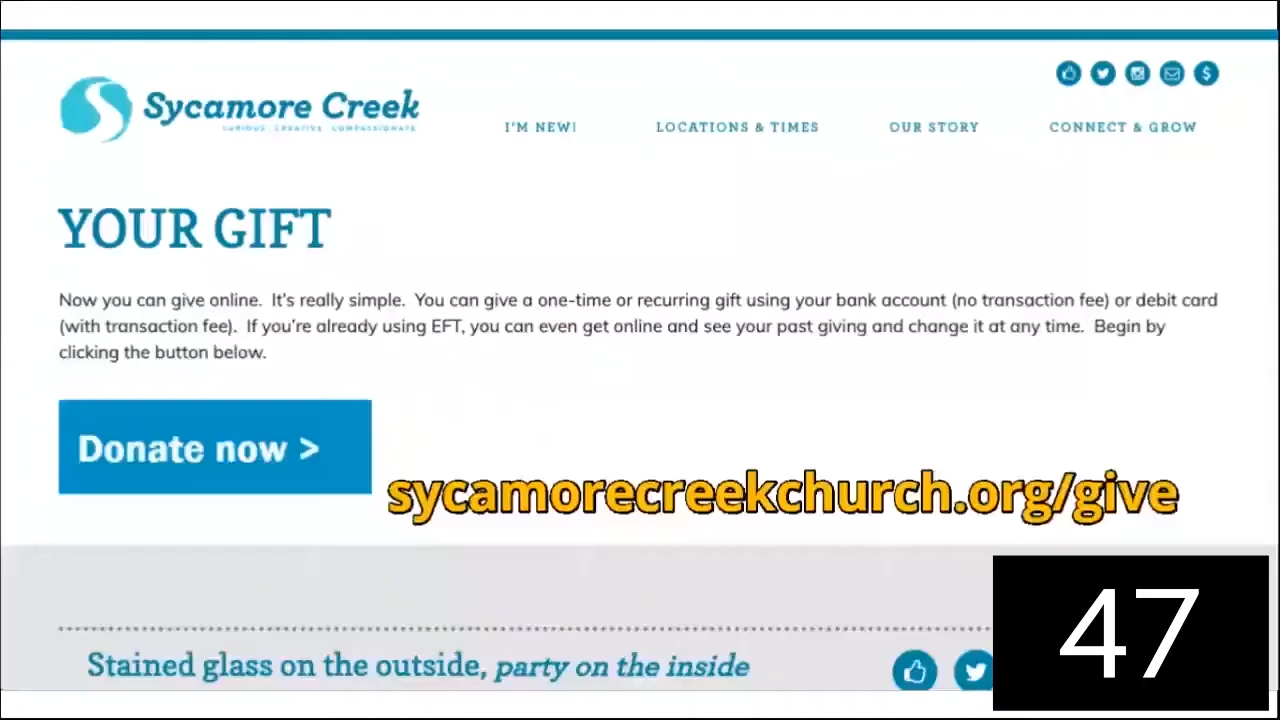 Sycamore Creek
CURIOUS. CREATIVE. COMPASSIONATE.
I'M NEW!
LOCATIONS & TIMES
OUR STORY
CONNECT & GROW
YOUR GIFT
Now you can give online. It's really simple. You can give a one-time or recurring gift using your bank account (no transaction fee) or debit card
(with transaction fee). If you're already using EFT, you can even get online and see your past giving and change it at any time. Begin by
clicking the button below.
Donate now >
sycamorecreekchurch.org/give
Stained glass on the outside, party on the inside
47